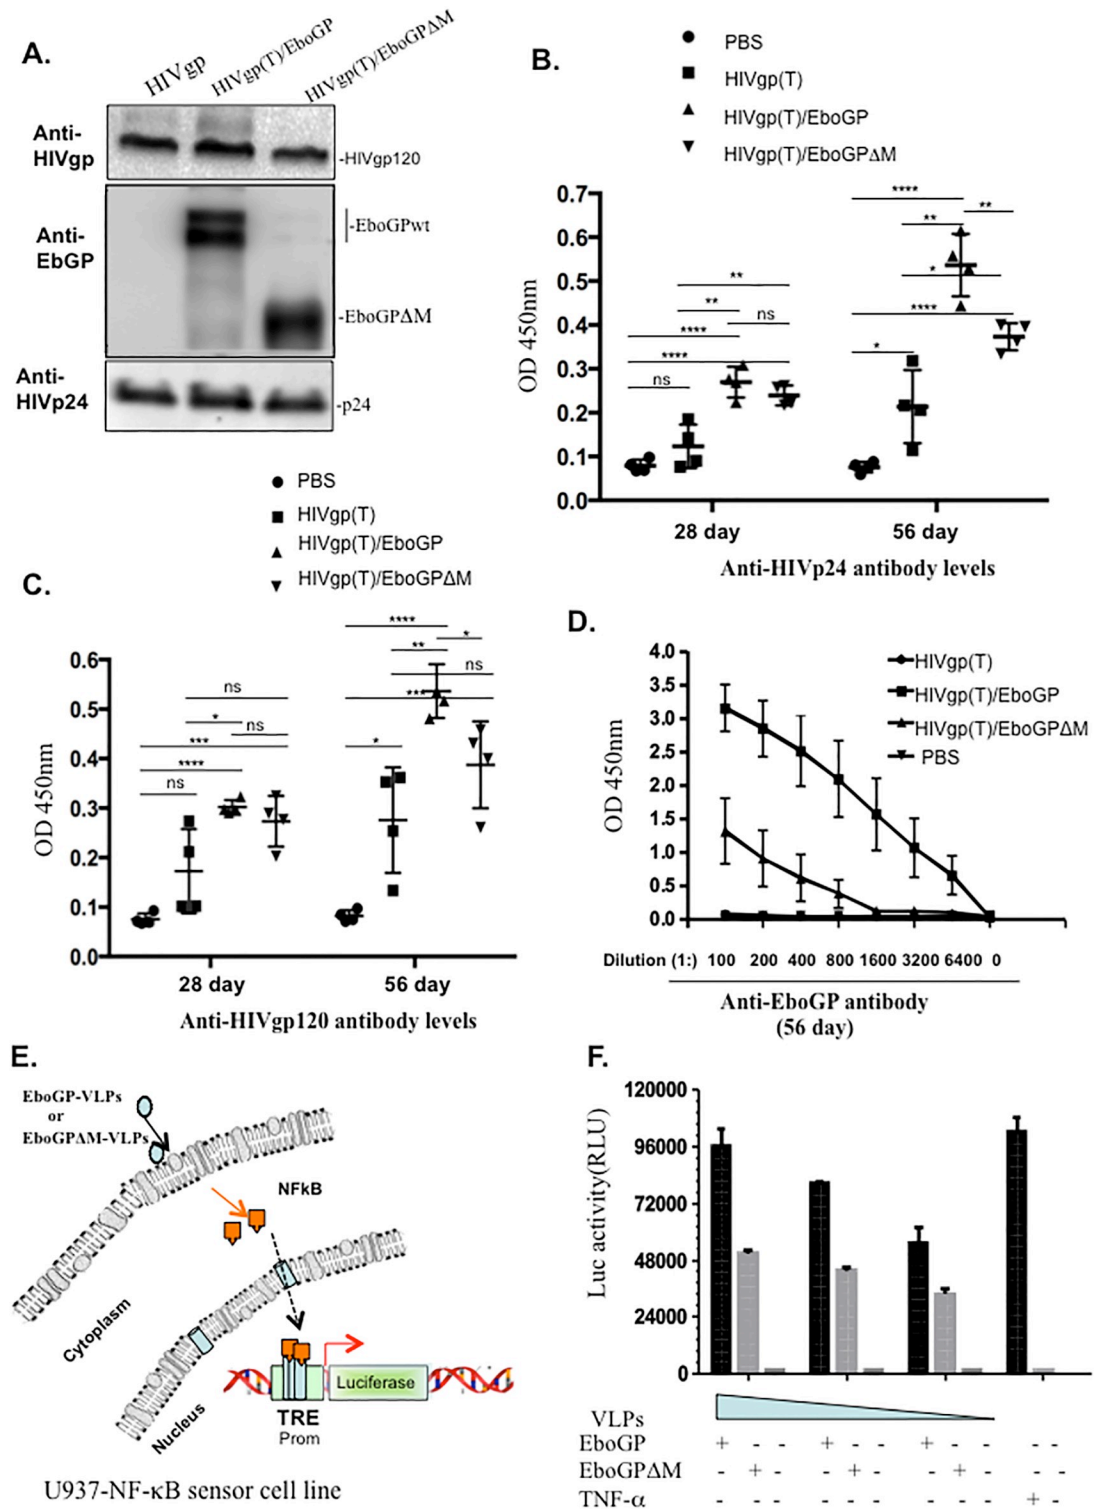 A.
HIVgp
HIVgp(T)/EboGP
HIVgp(T)/EboGPΔM
Anti-
HIVgp
-HIVgp120
Anti-
EbGP
-EboGPwt
-EboGPΔM
Anti-
HIVp24
-p24
B.
PBS
HIVgp(T)
HIVgp(T)/EboGP
HIVgp(T)/EboGPΔM
OD 450nm
0.7
0.6
0.5
0.4
0.3
0.2
0.1
0.0
**
**
ns
****
****
ns
****
**
**
*
****
*
28 day
56 day
Anti-HIVp24 antibody levels
PBS
HIVgp(T)
HIVgp(T)/EboGP
HIVgp(T)/EboGPΔM
C.
OD 450nm
0.6
0.5
0.4
0.3
0.2
0.1
0.0
ns
*
ns
***
****
ns
****
*
**
ns
***
*
28 day
56 day
Anti-HIVgp120 antibody levels
D.
OD 450nm
4.0
3.5
3.0
2.5
2.0
1.5
1.0
0.5
0.0
HIVgp(T)
HIVgp(T)/EboGP
HIVgp(T)/EboGPΔM
PBS
Dilution (1:) 100 200 400 800 1600 3200 6400 0
Anti-EboGP antibody
(56 day)
E.
EboGP-VLPs
or
EboGPΔM-VLPs
NFkB
Cytoplasm
Nucleus
Luciferase
TRE
Prom
U937-NF-κB sensor cell line
F.
Luc activity(RLU)
120000
96000
72000
48000
24000
0
VLPs
EboGP + - - + - - + - - - -
EboGPΔM - + - - + - - + - - -
TNF-α - - - - - - - - - + -